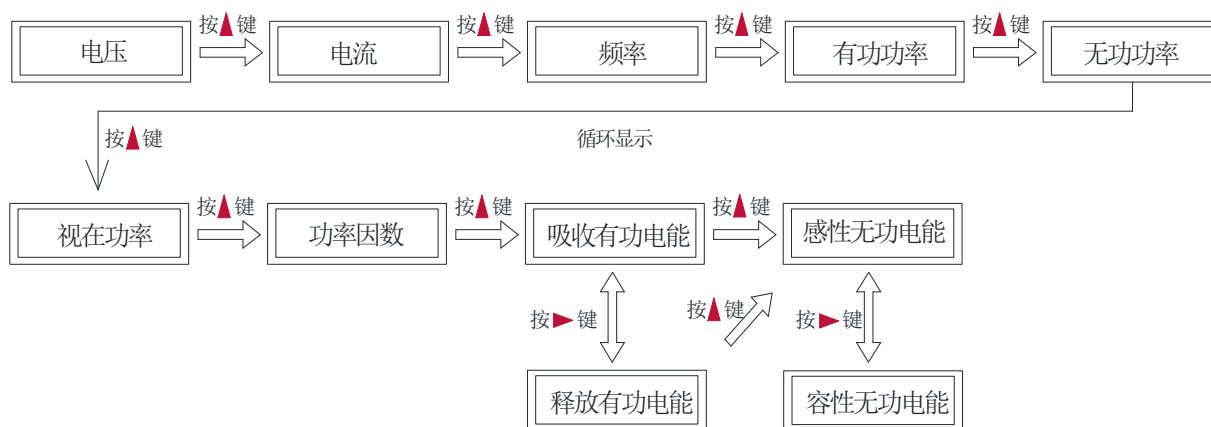 按▲键 按▲键 按▲键 按▲键
电压 电流 频率 有功功率 无功功率
按▲键 循环显示
按▲键 按▲键 按▲键
视在功率 功率因数 吸收有功电能 感性无功电能
按►键 按▲键 按►键
释放有功电能 容性无功电能